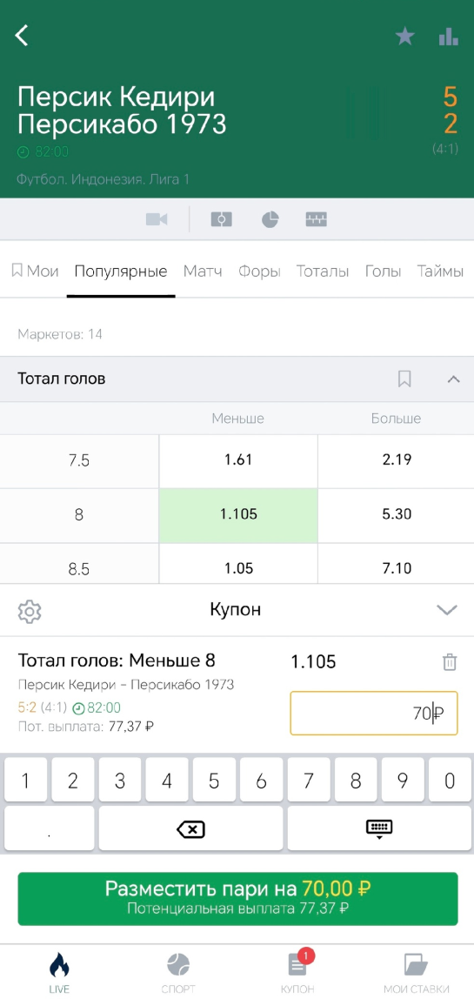 Персик Кедири 5
Персикабо 1973 2
82:00 (4:1)
Футбол. Индонезия. Лига 1
Мои Популярные Матч Форы Тоталы Голы Таймы
Маркетов: 14
Тотал голов
Меньше Больше
7.5 1.61 2.19
8 1.105 5.30
8.5 1.05 7.10
Купон
Тотал голов: Меньше 8 1.105
Персик Кедири - Персикабо 1973
5:2 (4:1) 82:00 70₽
Пот. выплата: 77,37 ₽
1 2 3 4 5 6 7 8 9 0
.
Разместить пари на 70,00 ₽
Потенциальная выплата 77,37 ₽
1
LIVE СПОРТ КУПОН МОИ СТАВКИ